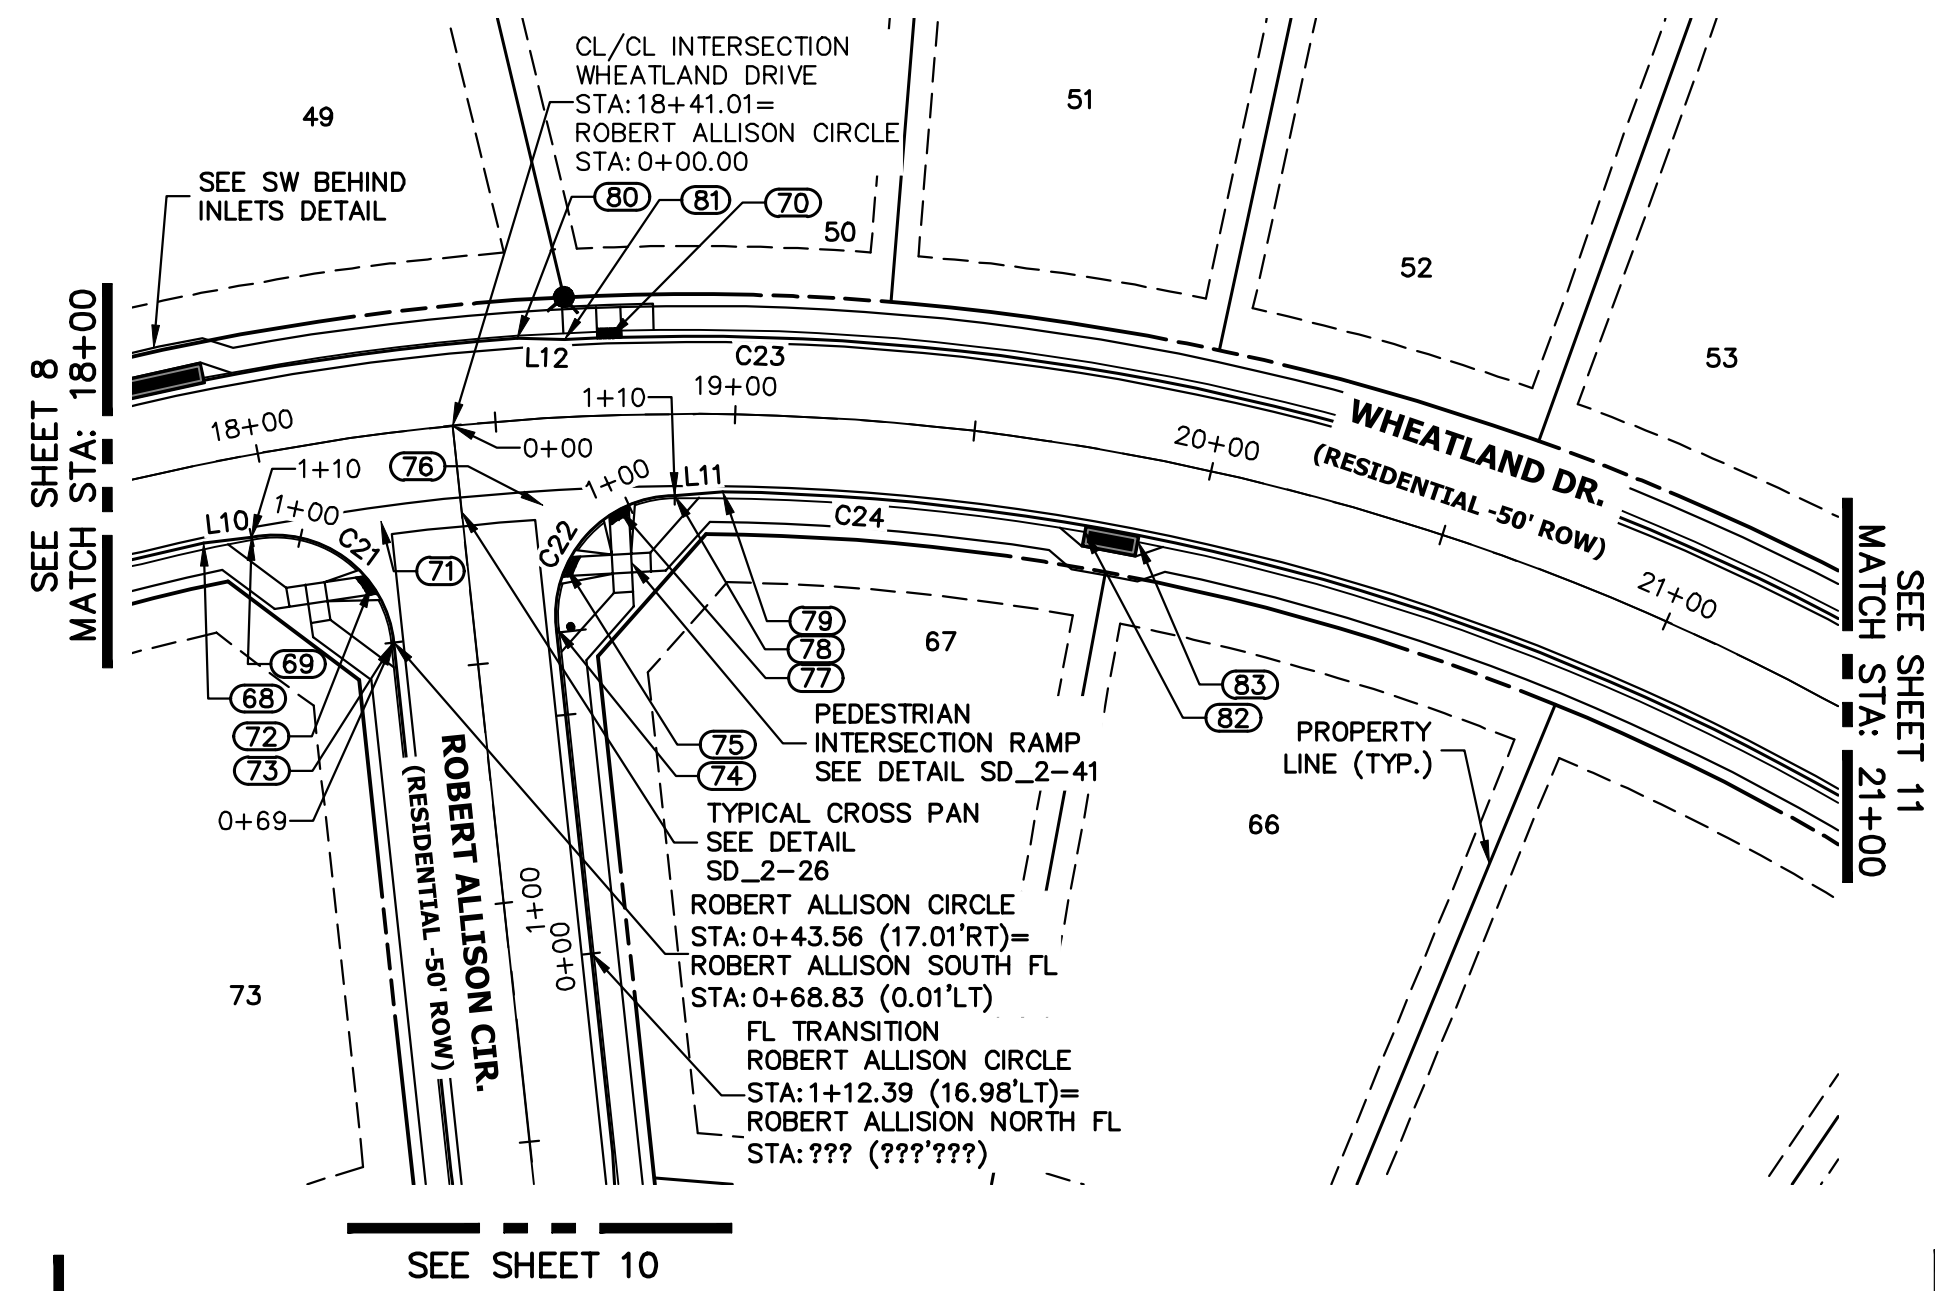 CL/CL INTERSECTION
WHEATLAND DRIVE
STA: 18+41.01=
ROBERT ALLISON CIRCLE
STA: 0+00.00
49
51
SEE SW BEHIND
INLETS DETAIL
80
81
70
50
52
53
SEE SHEET 8
MATCH STA: 18+00
L12
C23
1+10
19+00
18+00
0+00
WHEATLAND DR.
(RESIDENTIAL -50' ROW)
20+00
76
1+10
1+00
L11
L10
1+00
C21
C22
C24
71
21+00
SEE SHEET 11
MATCH STA: 21+00
79
78
77
67
69
68
72
73
0+69
83
82
PEDESTRIAN
INTERSECTION RAMP
SEE DETAIL SD_2-41
75
74
PROPERTY
LINE (TYP.)
TYPICAL CROSS PAN
SEE DETAIL
SD_2-26
66
ROBERT ALLISON CIR.
(RESIDENTIAL -50' ROW)
1+00
0+00
ROBERT ALLISON CIRCLE
STA: 0+43.56 (17.01'RT)=
ROBERT ALLISON SOUTH FL
STA: 0+68.83 (0.01'LT)
73
FL TRANSITION
ROBERT ALLISON CIRCLE
STA: 1+12.39 (16.98'LT)=
ROBERT ALLISION NORTH FL
STA: ??? (???'???)
SEE SHEET 10